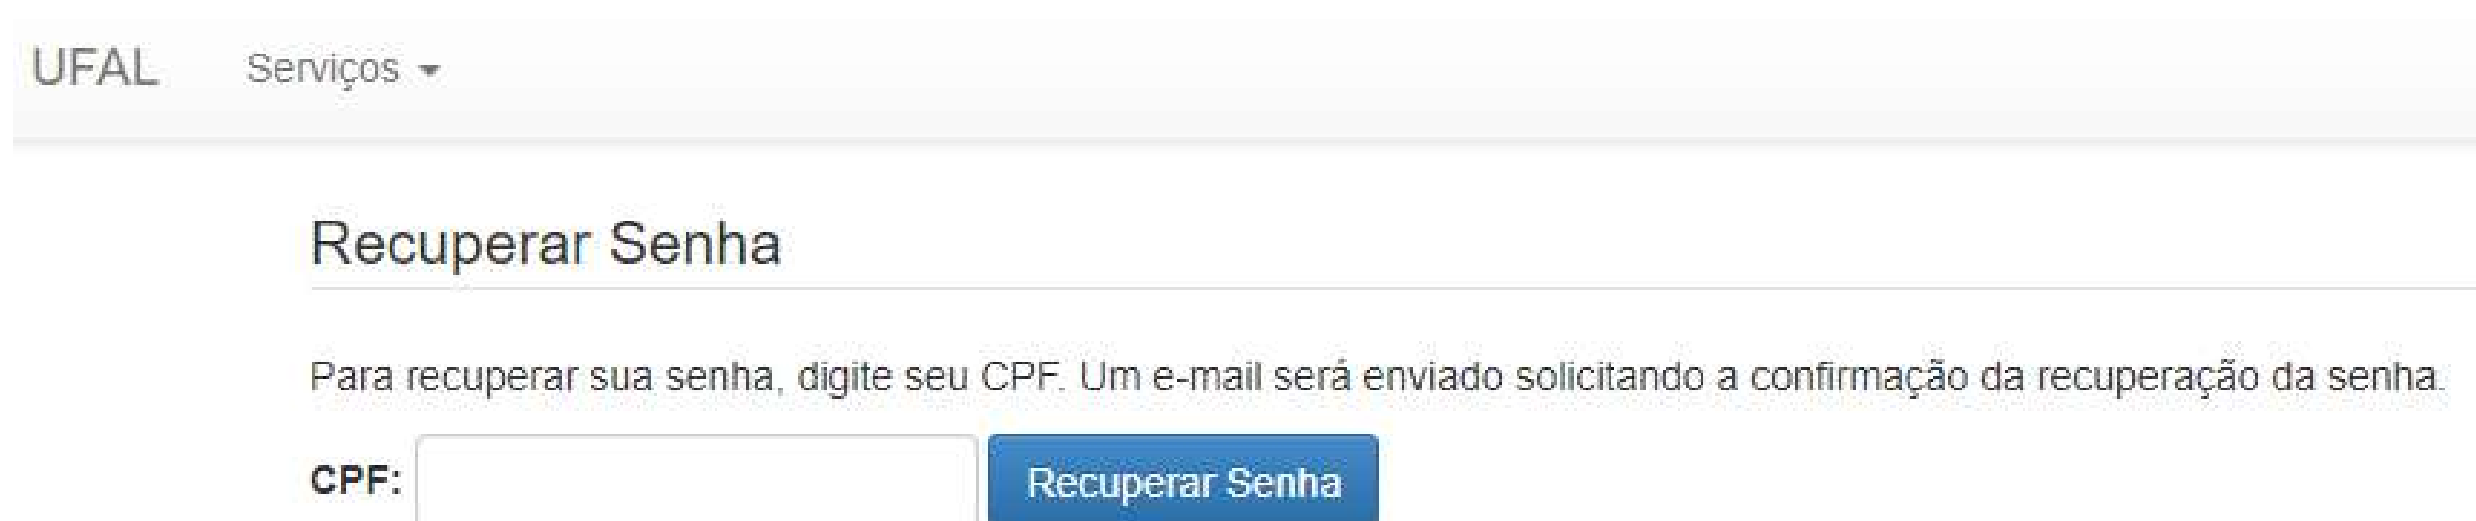 UFAL Serviços
Recuperar Senha
Para recuperar sua senha, digite seu CPF. Um e-mail será enviado solicitando a confirmação da recuperação da senha.
CPF: Recuperar Senha